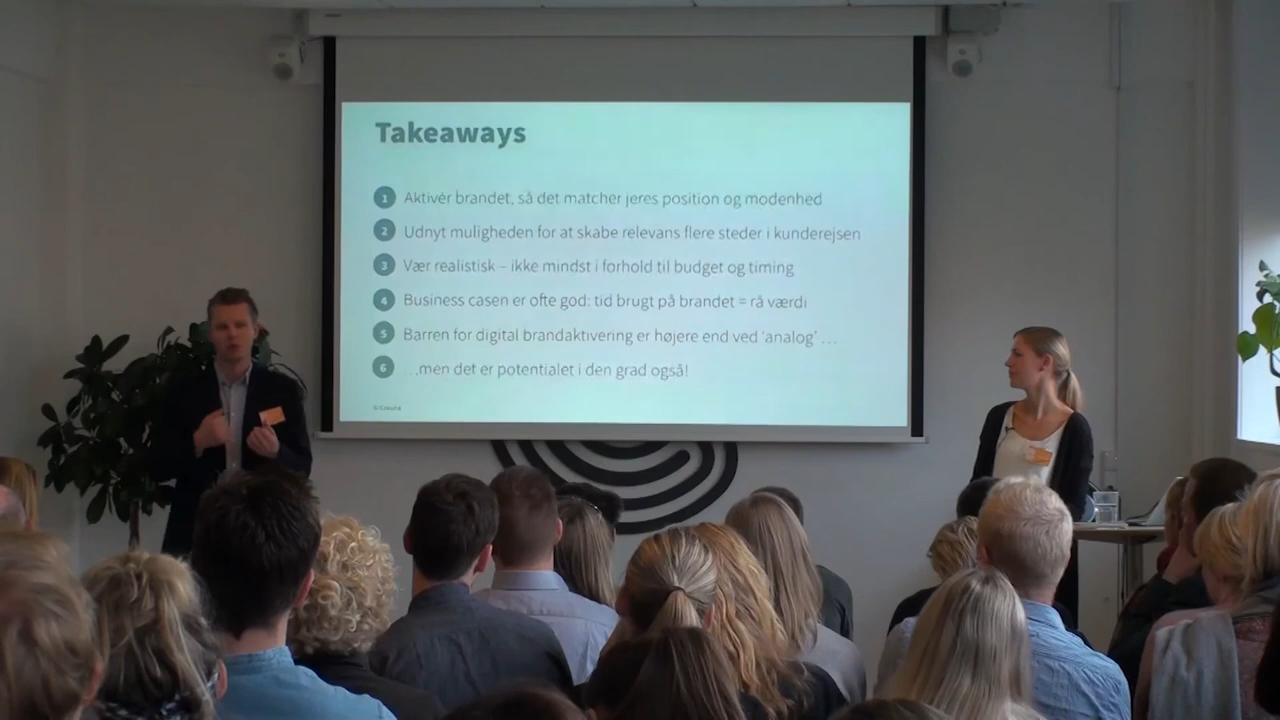 Takeaways
1 Aktivér brandet, så det matcher jeres position og modenhed
2 Udnyt muligheden for at skabe relevans flere steder i kunderejsen
3 Vær realistisk – ikke mindst i forhold til budget og timing
4 Business casen er ofte god: tid brugt på brandet = rå værdi
5 Barren for digital brandaktivering er højere end ved ‘analog’ …
6 …men det er potentialet i den grad også!
© Creuna